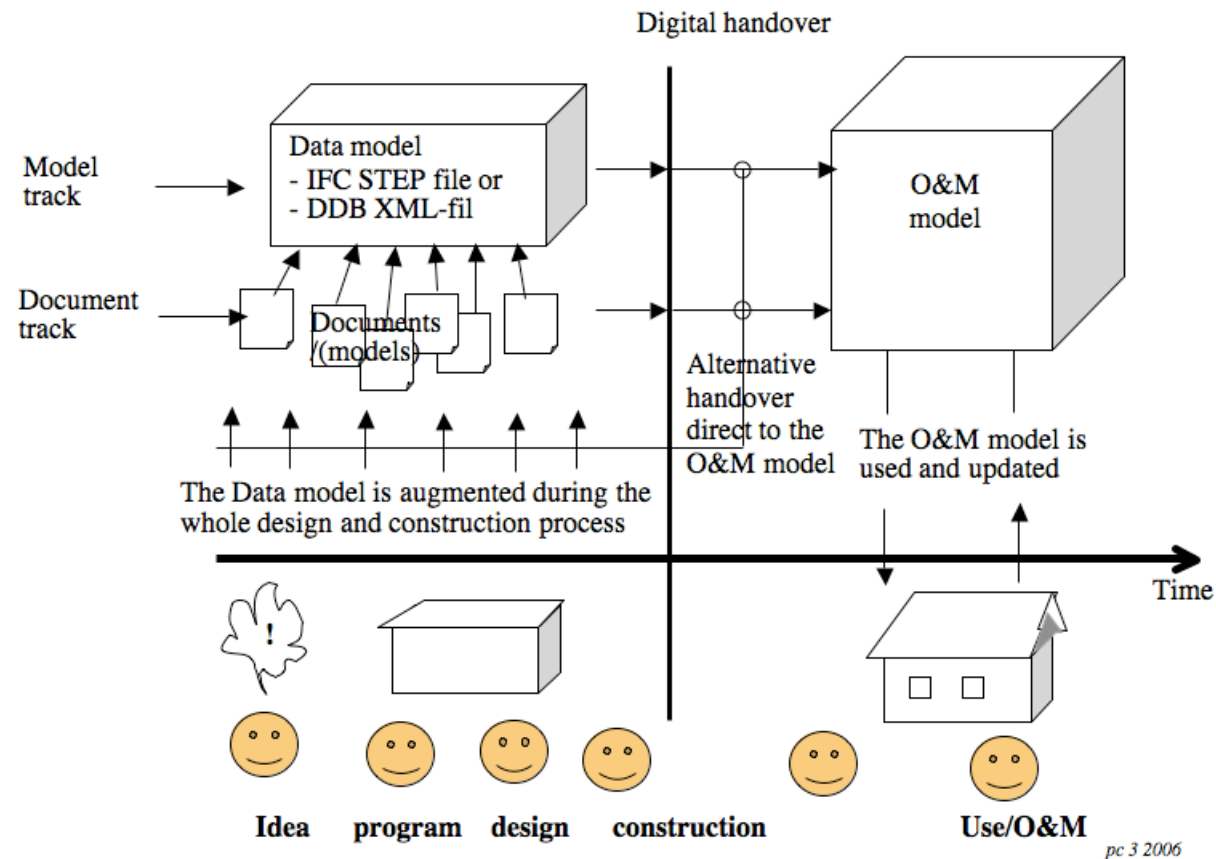 Digital handover
Model
track
Data model
- IFC STEP file or
- DDB XML-fil
O&M
model
Document
track
Documents
/(models)
Alternative
handover
direct to the
O&M model
The O&M model is
used and updated
The Data model is augmented during the
whole design and construction process
Time
!
Idea
program
design
construction
Use/O&M
pc 3 2006